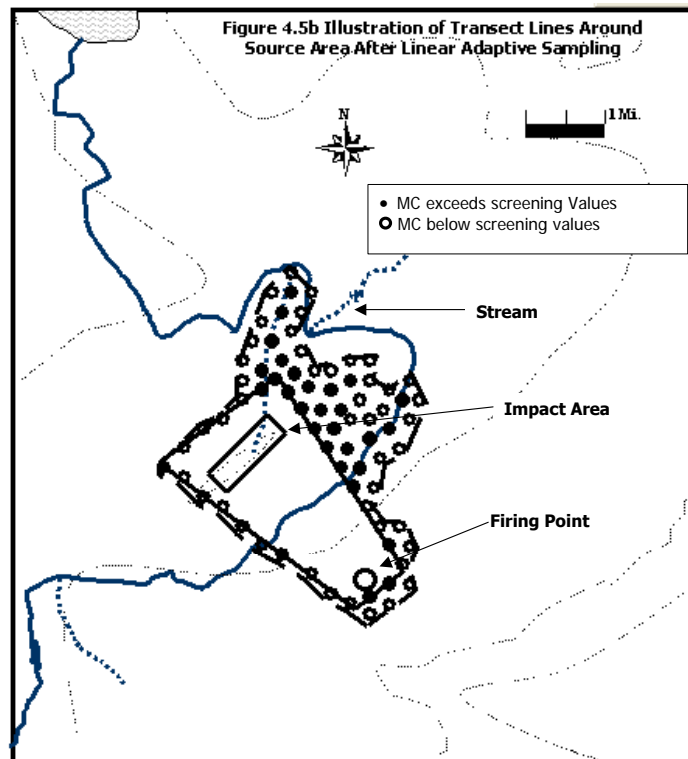 Figure 4.5b Illustration of Transect Lines Around
Source Area After Linear Adaptive Sampling
N
1 Mi.
MC exceeds screening Values
MC below screening values
Stream
Impact Area
Firing Point